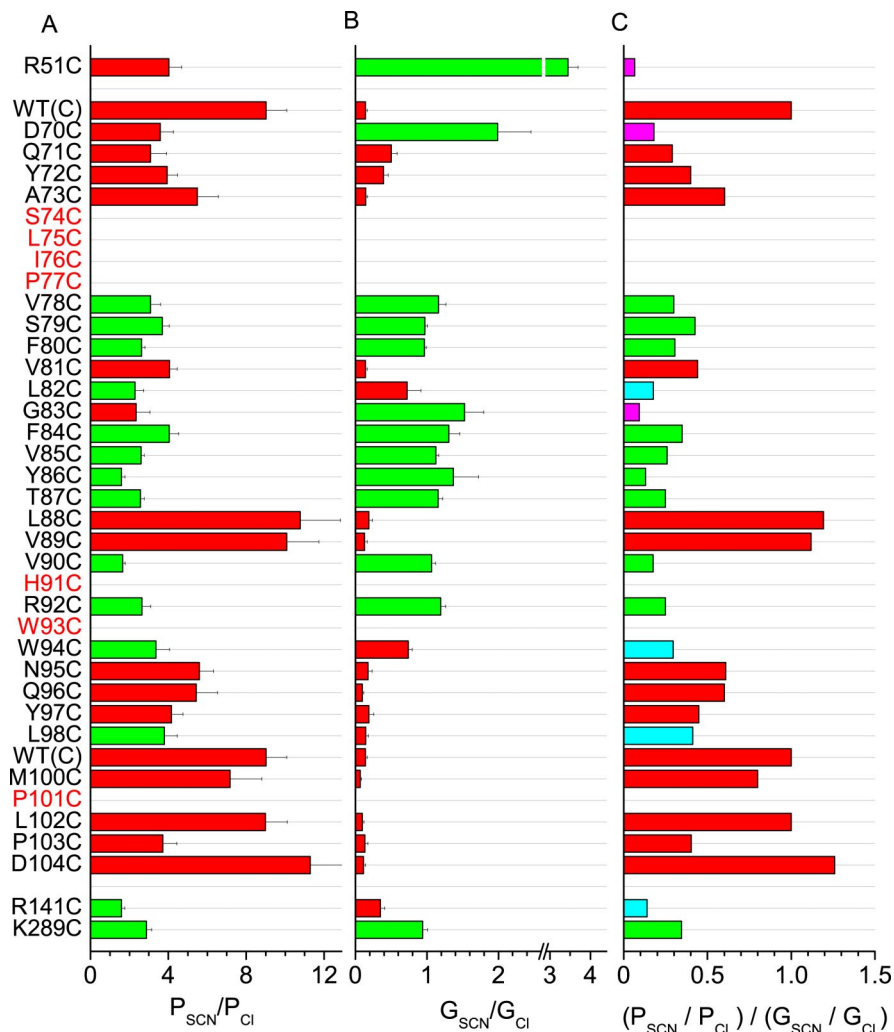 A
B
C
R51C
WT(C)
D70C
Q71C
Y72C
A73C
S74C
L75C
I76C
P77C
V78C
S79C
F80C
V81C
L82C
G83C
F84C
V85C
Y86C
T87C
L88C
V89C
V90C
H91C
R92C
W93C
W94C
N95C
Q96C
Y97C
L98C
WT(C)
M100C
P101C
L102C
P103C
D104C
R141C
K289C
0 4 8 12
0 1 2 3 4
0 0.5 1.0 1.5
P_SCN/P_Cl
G_SCN/G_Cl
(P_SCN / P_Cl) / (G_SCN / G_Cl)